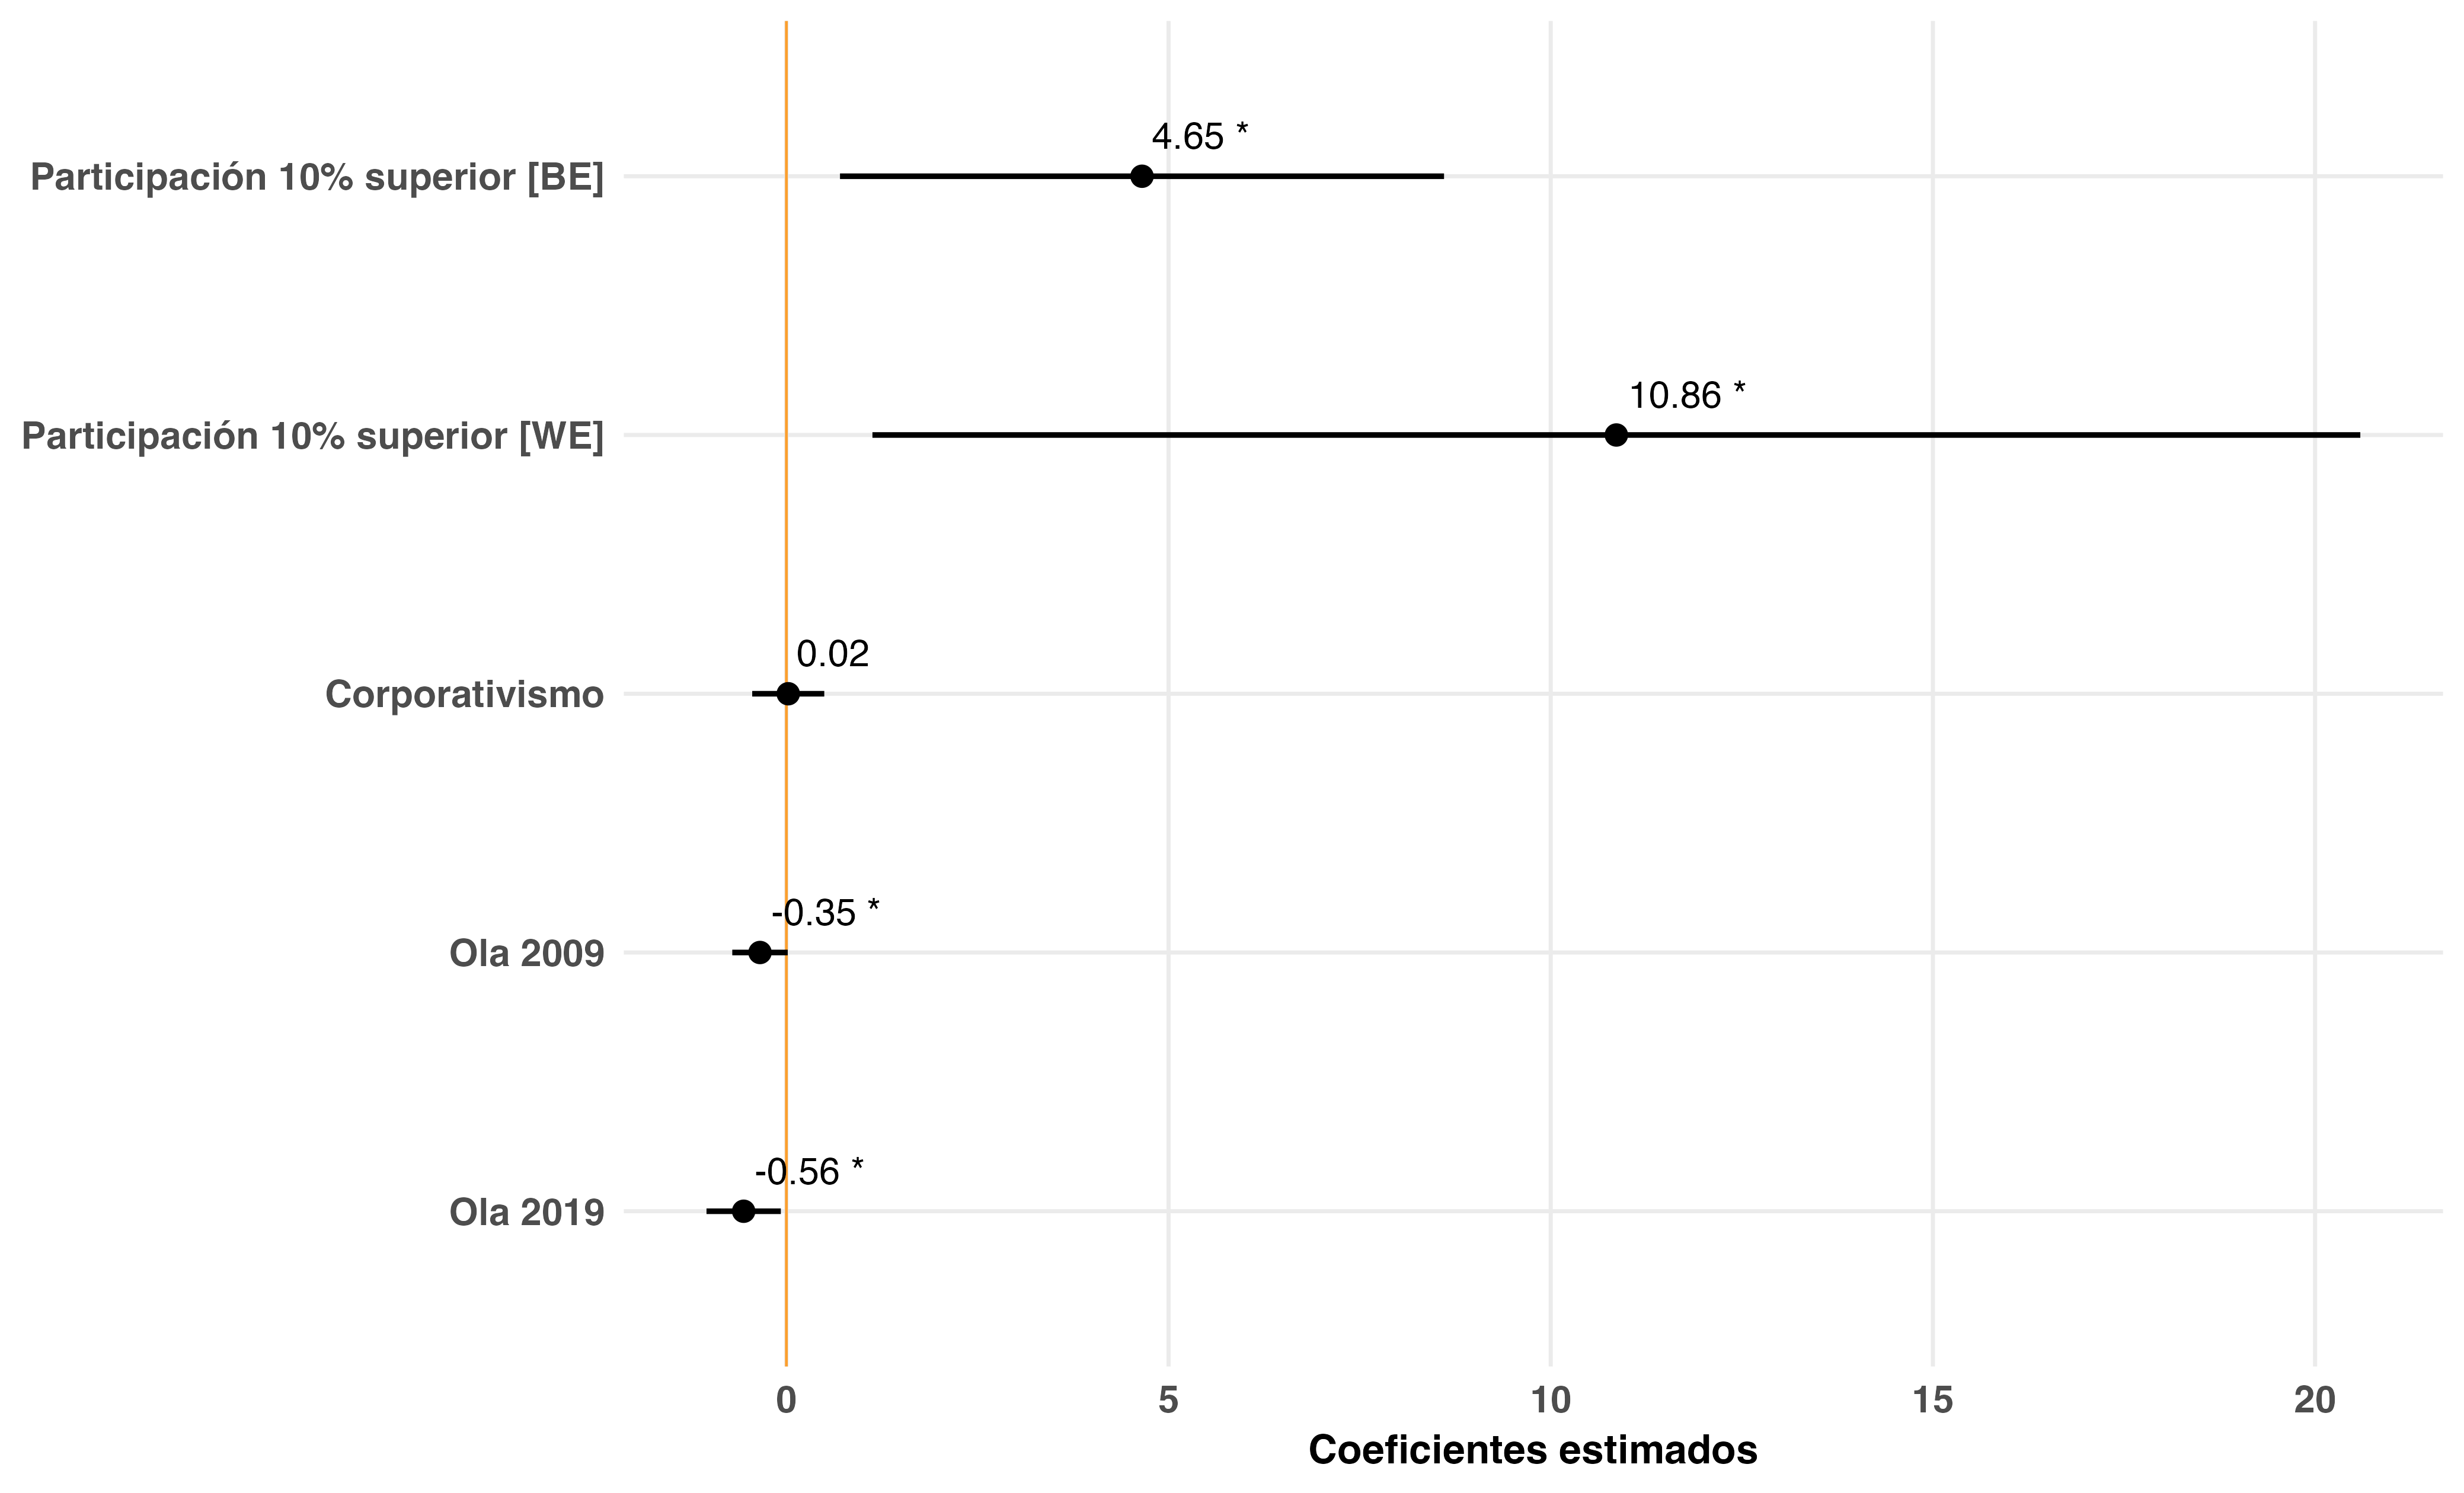 4.65 *
Participación 10% superior [BE]
10.86 *
Participación 10% superior [WE]
0.02
Corporativismo
-0.35 *
Ola 2009
-0.56 *
Ola 2019
0 5 10 15 20
Coeficientes estimados